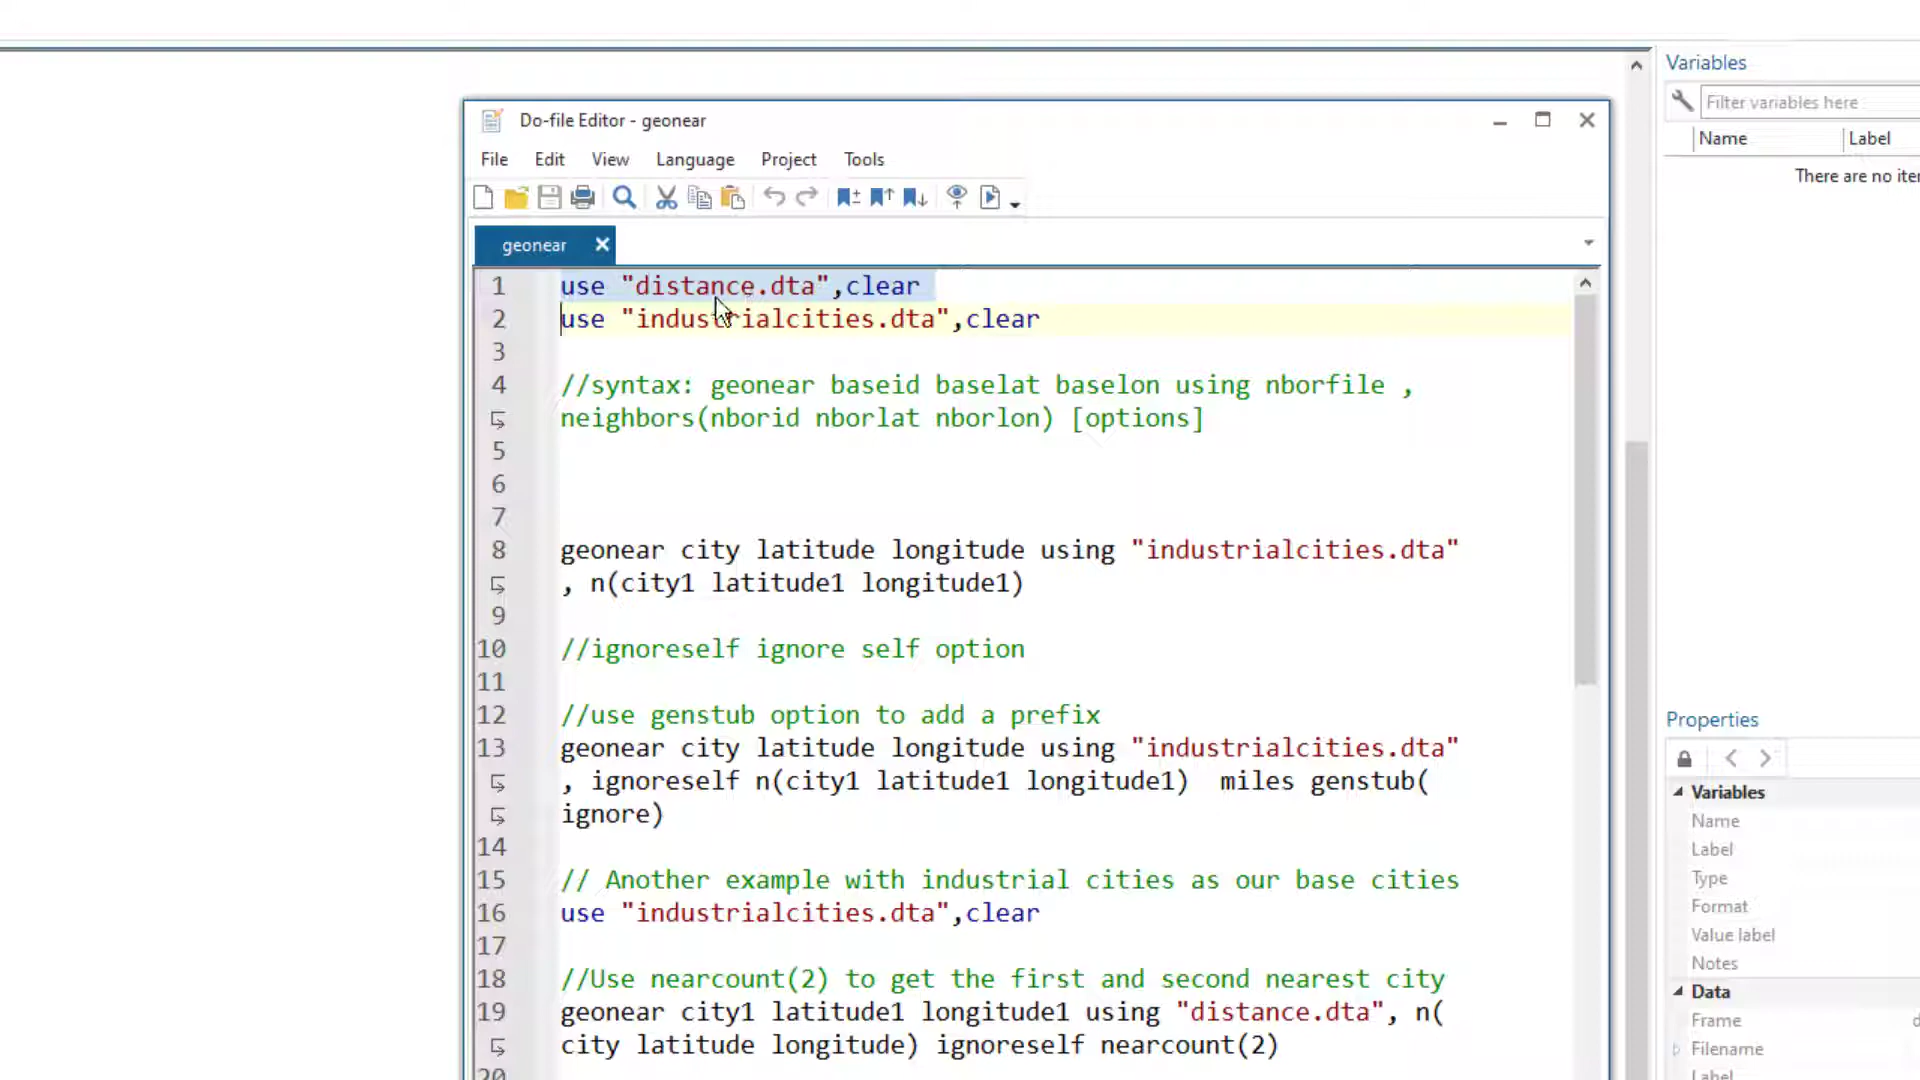 Variables
Filter variables here
Name Label
There are no ite
Do-file Editor - geonear
File Edit View Language Project Tools
geonear
1 use "distance.dta",clear
2 use "industrialcities.dta",clear
3
4 //syntax: geonear baseid baselat baselon using nborfile ,
neighbors(nborid nborlat nborlon) [options]
5
6
7
8 geonear city latitude longitude using "industrialcities.dta"
, n(city1 latitude1 longitude1)
9
10 //ignoreself ignore self option
11
12 //use genstub option to add a prefix
13 geonear city latitude longitude using "industrialcities.dta"
, ignoreself n(city1 latitude1 longitude1)  miles genstub(
ignore)
14
15 // Another example with industrial cities as our base cities
16 use "industrialcities.dta",clear
17
18 //Use nearcount(2) to get the first and second nearest city
19 geonear city1 latitude1 longitude1 using "distance.dta", n(
city latitude longitude) ignoreself nearcount(2)
20
Properties
Variables
Name
Label
Type
Format
Value label
Notes
Data
Frame
Filename
Label